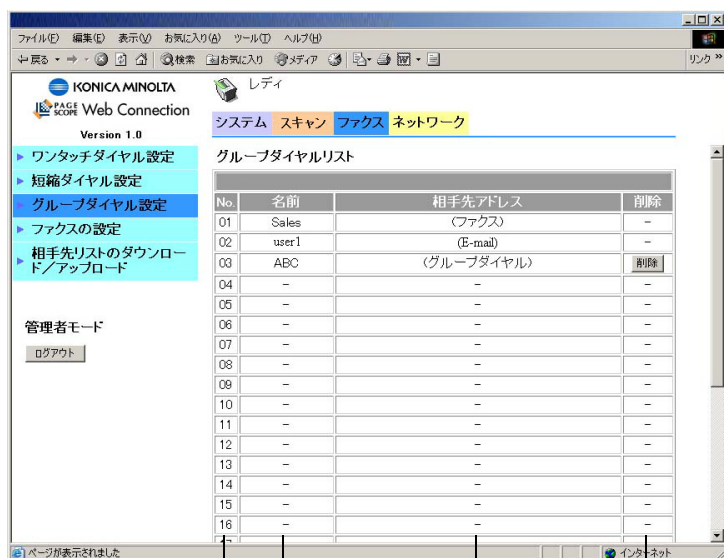 ファイル(F) 編集(E) 表示(V) お気に入り(A) ツール(T) ヘルプ(H)
戻る 検索 お気に入り メディア リンク »
KONICA MINOLTA
PAGE SCOPE Web Connection
Version 1.0
レディ
システム スキャン ファクス ネットワーク
ワンタッチダイヤル設定
短縮ダイヤル設定
グループダイヤル設定
ファクスの設定
相手先リストのダウンロー
ド／アップロード
管理者モード
ログアウト
グループダイヤルリスト
No. 名前 相手先アドレス 削除
01 Sales (ファクス) -
02 user1 (E-mail) -
03 ABC (グループダイヤル) 削除
04 - - -
05 - - -
06 - - -
07 - - -
08 - - -
09 - - -
10 - - -
11 - - -
12 - - -
13 - - -
14 - - -
15 - - -
16 - - -
ページが表示されました インターネット